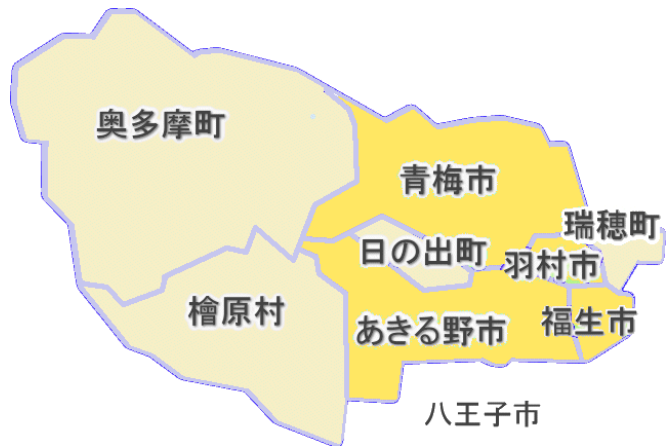 奥多摩町
青梅市
瑞穂町
日の出町
羽村市
檜原村
あきる野市
福生市
八王子市